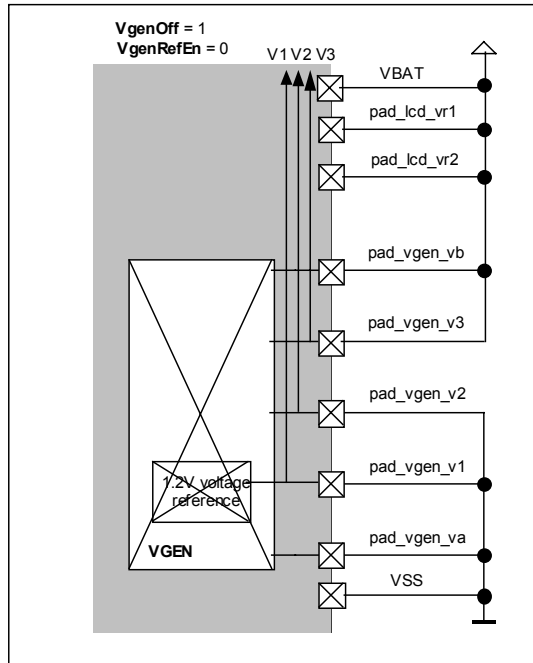 VgenOff = 1
VgenRefEn = 0
V1 V2 V3
VBAT
pad_lcd_vr1
pad_lcd_vr2
pad_vgen_vb
pad_vgen_v3
pad_vgen_v2
1.2V voltage
reference
pad_vgen_v1
VGEN
pad_vgen_va
VSS